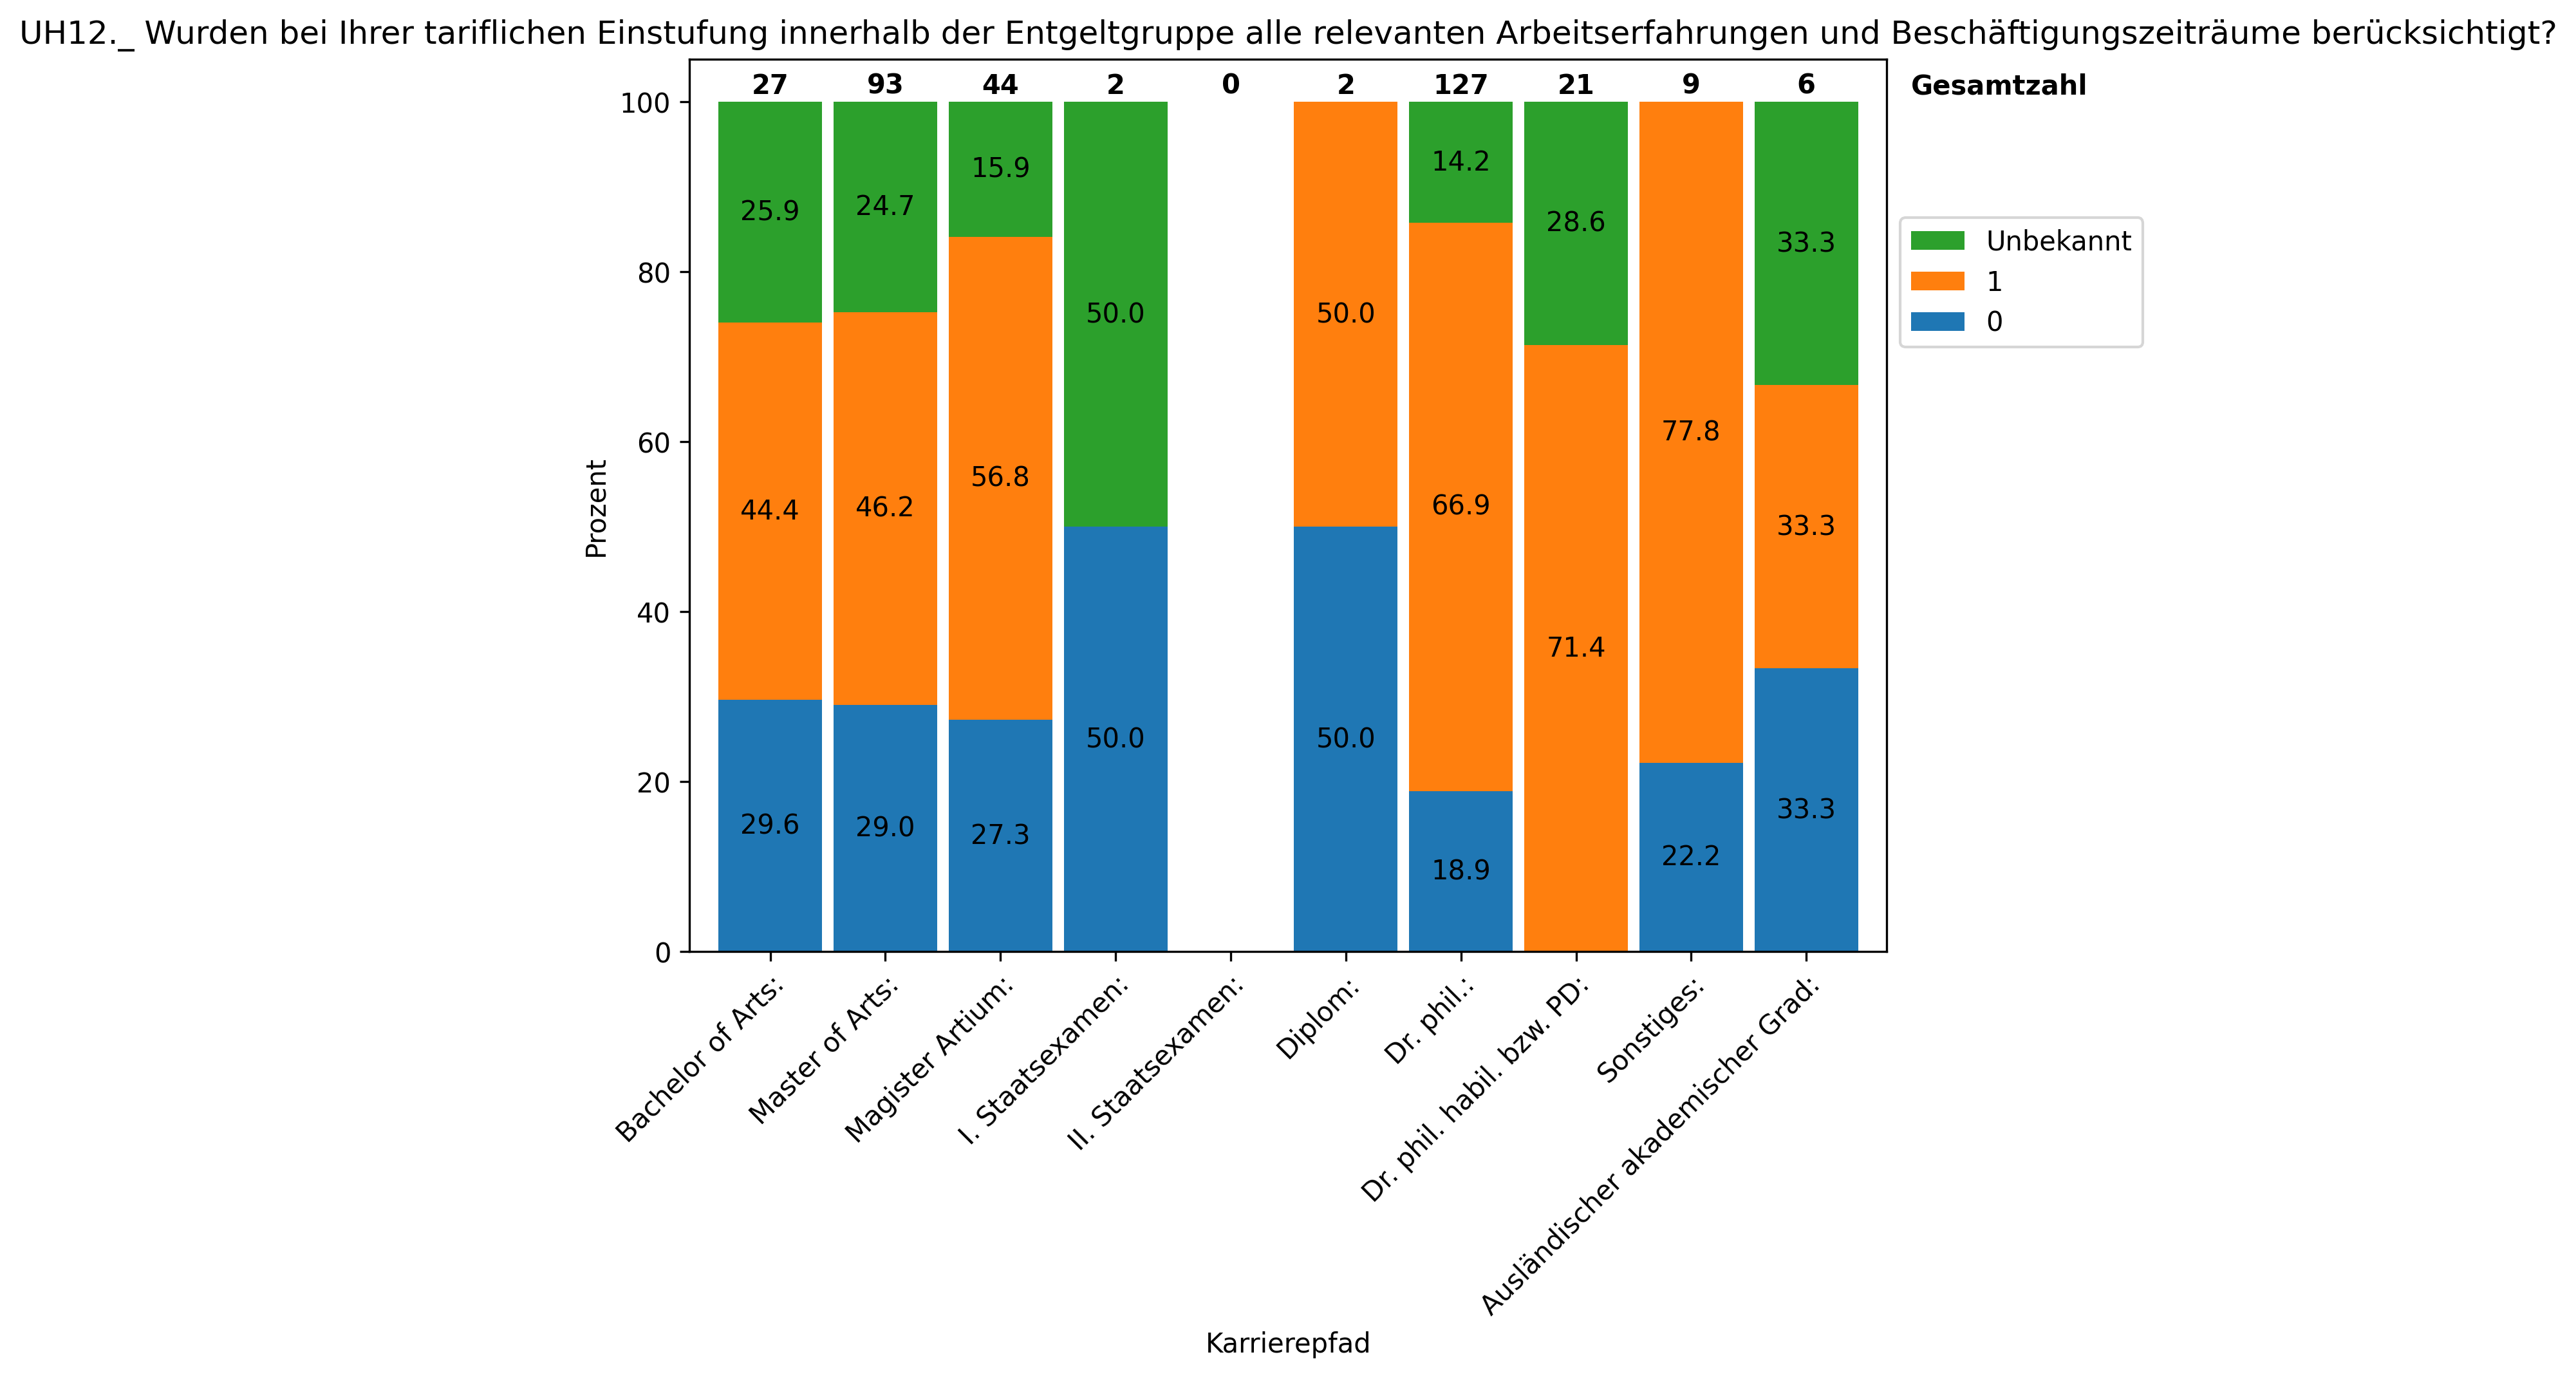 UH12._ Wurden bei Ihrer tariflichen Einstufung innerhalb der Entgeltgruppe alle relevanten Arbeitserfahrungen und Beschäftigungszeiträume berücksichtigt?
27 93 44 2 0 2 127 21 9 6 Gesamtzahl
100
80
60
40
20
0
Prozent
25.9 24.7 15.9 50.0 14.2 28.6 33.3
44.4 46.2 56.8 50.0 66.9 71.4 77.8 33.3
29.6 29.0 27.3 50.0 50.0 18.9 22.2 33.3
Unbekannt
1
0
Bachelor of Arts:
Master of Arts:
Magister Artium:
I. Staatsexamen:
II. Staatsexamen:
Diplom:
Dr. phil.:
Dr. phil. habil. bzw. PD:
Sonstiges:
Ausländischer akademischer Grad:
Karrierepfad